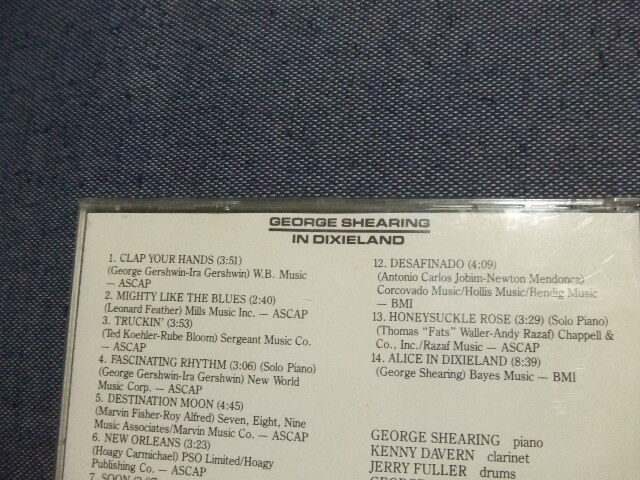 GEORGE SHEARING
IN DIXIELAND
1. CLAP YOUR HANDS (3:51)
(George Gershwin-Ira Gershwin) W.B. Music
— ASCAP
2. MIGHTY LIKE THE BLUES (2:40)
(Leonard Feather) Mills Music Inc. — ASCAP
3. TRUCKIN' (3:53)
(Ted Koehler-Rube Bloom) Sergeant Music Co.
— ASCAP
4. FASCINATING RHYTHM (3:06) (Solo Piano)
(George Gershwin-Ira Gershwin) New World
Music Corp. — ASCAP
5. DESTINATION MOON (4:45)
(Marvin Fisher-Roy Alfred) Seven, Eight, Nine
Music Associates/Marvin Music Co. — ASCAP
6. NEW ORLEANS (3:23)
(Hoagy Carmichael) PSO Limited/Hoagy
Publishing Co. — ASCAP
7. SOON
12. DESAFINADO (4:09)
(Antonio Carlos Jobim-Newton Mendonca)
Corcovado Music/Hollis Music/Bendig Music
— BMI
13. HONEYSUCKLE ROSE (3:29) (Solo Piano)
(Thomas "Fats" Waller-Andy Razaf) Chappell &
Co., Inc./Razaf Music — ASCAP
14. ALICE IN DIXIELAND (8:39)
(George Shearing) Bayes Music — BMI
GEORGE SHEARING piano
KENNY DAVERN clarinet
JERRY FULLER drums